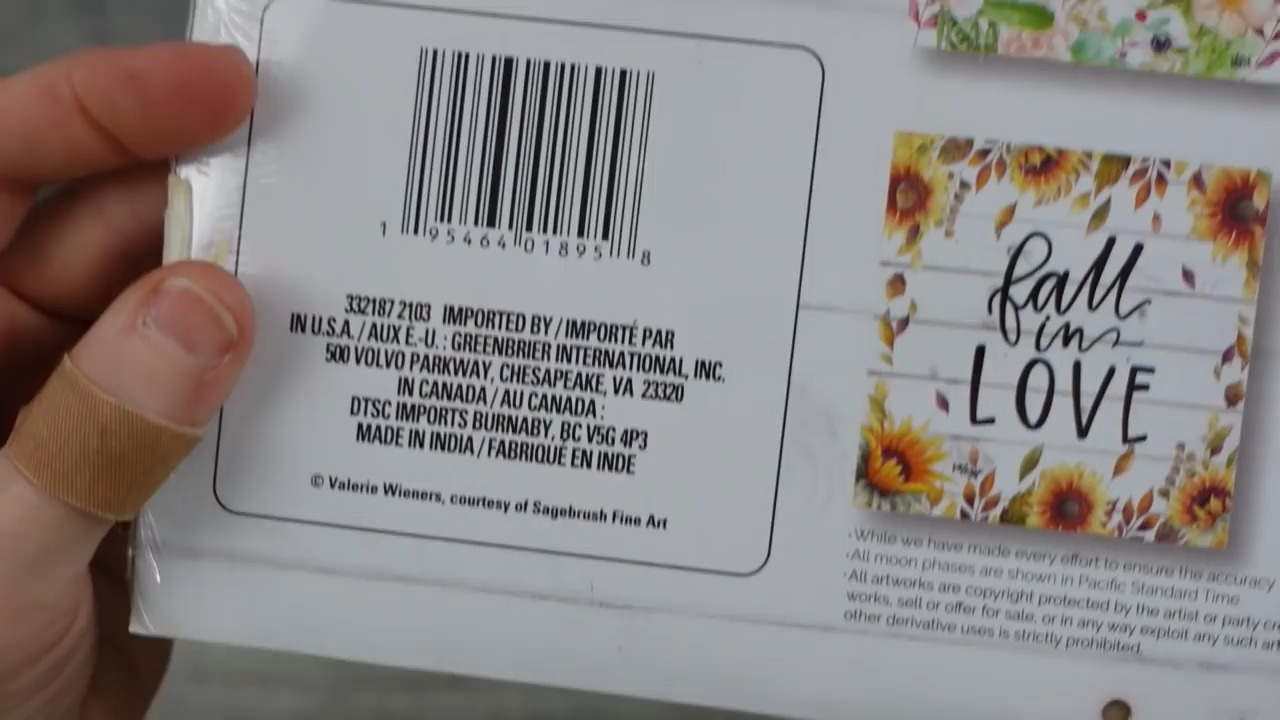 1 95464 01895 8
332187 2103 IMPORTED BY / IMPORTÉ PAR
IN U.S.A. / AUX É.-U. : GREENBRIER INTERNATIONAL, INC.
500 VOLVO PARKWAY, CHESAPEAKE, VA 23320
IN CANADA / AU CANADA :
DTSC IMPORTS BURNABY, BC V5G 4P3
MADE IN INDIA / FABRIQUÉ EN INDE
© Valerie Wieners, courtesy of Sagebrush Fine Art
fall
in
LOVE
•While we have made every effort to ensure the accuracy
•All moon phases are shown in Pacific Standard Time
•All artworks are copyright protected by the artist or party
works, sell or offer for sale, or in any way exploit any such
other derivative uses is strictly prohibited.